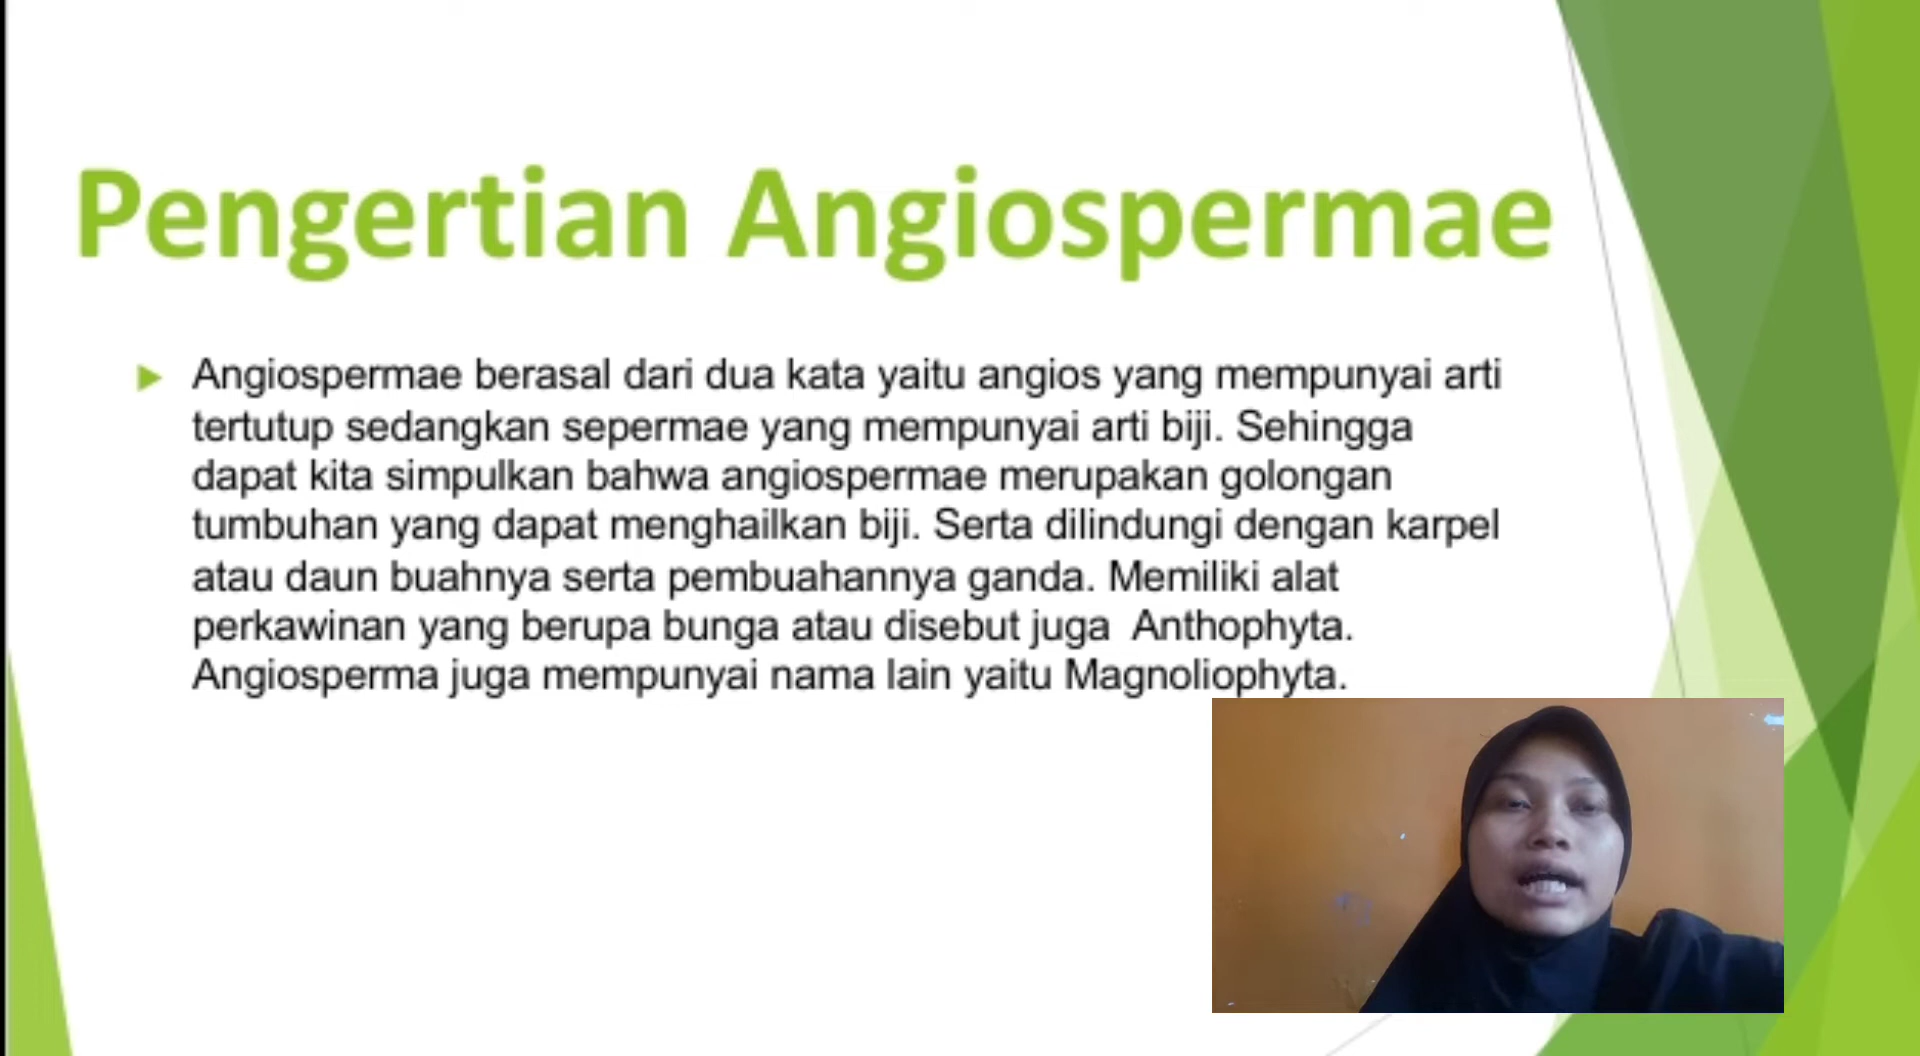 Pengertian Angiospermae
Angiospermae berasal dari dua kata yaitu angios yang mempunyai arti
tertutup sedangkan sepermae yang mempunyai arti biji. Sehingga
dapat kita simpulkan bahwa angiospermae merupakan golongan
tumbuhan yang dapat menghailkan biji. Serta dilindungi dengan karpel
atau daun buahnya serta pembuahannya ganda. Memiliki alat
perkawinan yang berupa bunga atau disebut juga  Anthophyta.
Angiosperma juga mempunyai nama lain yaitu Magnoliophyta.